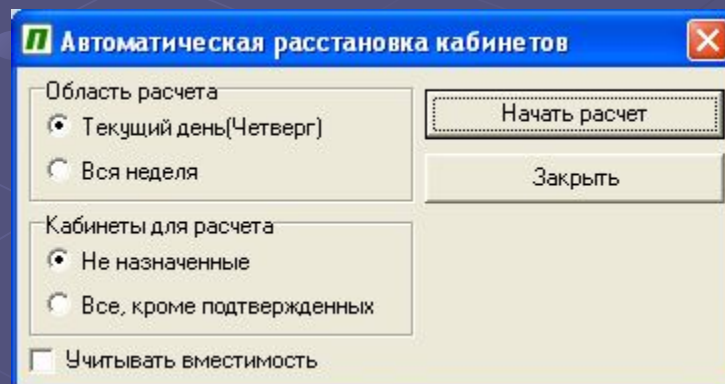 П Автоматическая расстановка кабинетов
Область расчета
Текущий день(Четверг)
Вся неделя
Начать расчет
Закрыть
Кабинеты для расчета
Не назначенные
Все, кроме подтвержденных
Учитывать вместимость